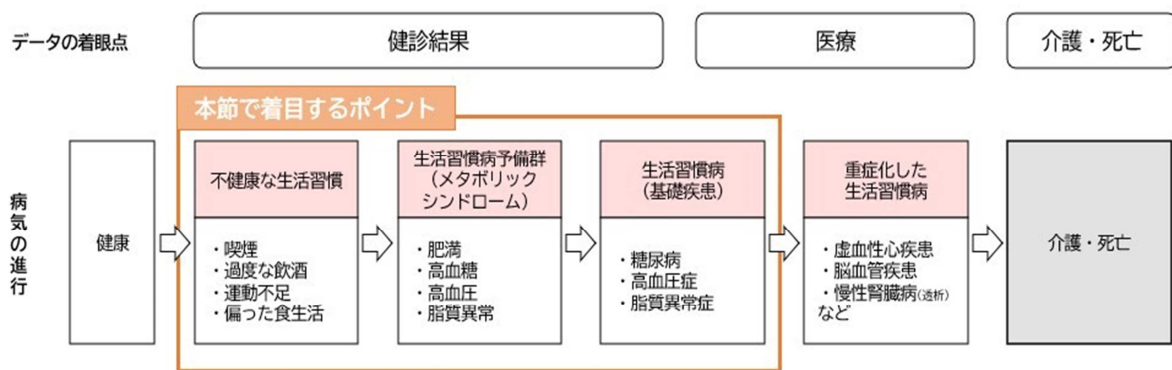 データの着眼点
健診結果
医療
介護・死亡
本節で着目するポイント
病気の進行
健康
不健康な生活習慣
・喫煙
・過度な飲酒
・運動不足
・偏った食生活
生活習慣病予備群
（メタボリック
シンドローム）
・肥満
・高血糖
・高血圧
・脂質異常
生活習慣病
（基礎疾患）
・糖尿病
・高血圧症
・脂質異常症
重症化した
生活習慣病
・虚血性心疾患
・脳血管疾患
・慢性腎臓病(透析)
など
介護・死亡